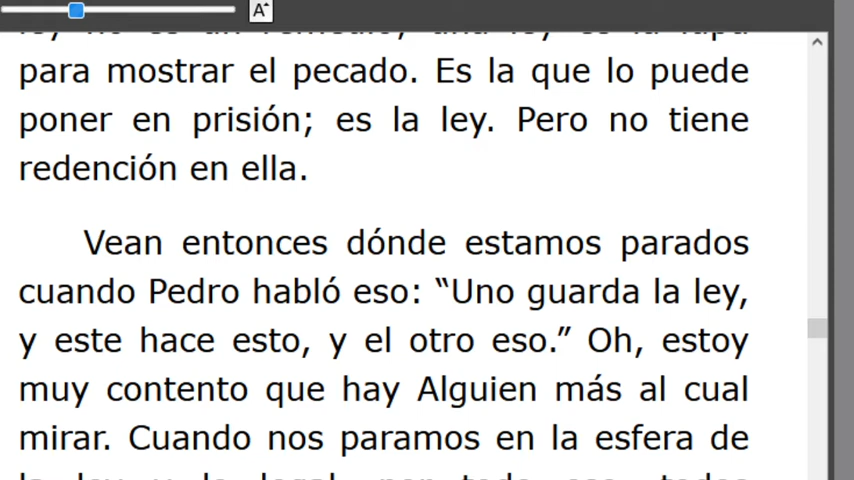 A
para mostrar el pecado. Es la que lo puede
poner en prisión; es la ley. Pero no tiene
redención en ella.
Vean entonces dónde estamos parados
cuando Pedro habló eso: “Uno guarda la ley,
y este hace esto, y el otro eso.” Oh, estoy
muy contento que hay Alguien más al cual
mirar. Cuando nos paramos en la esfera de